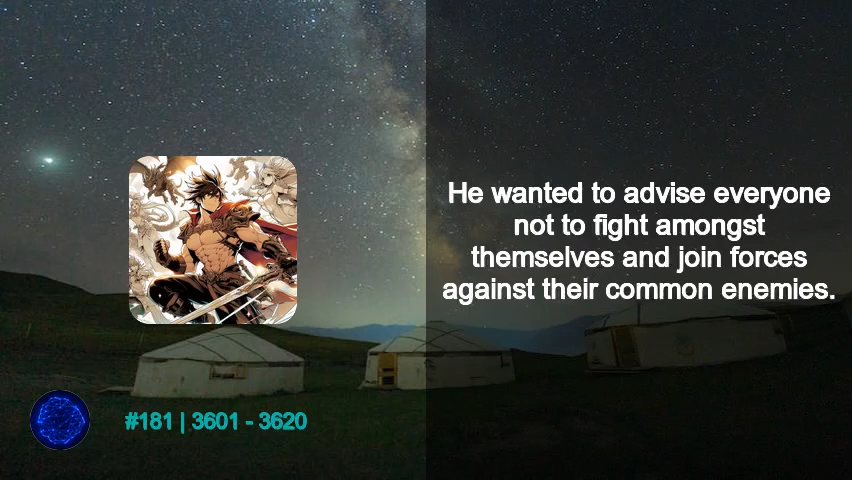 He wanted to advise everyone
not to fight amongst
themselves and join forces
against their common enemies.
#181 | 3601 - 3620